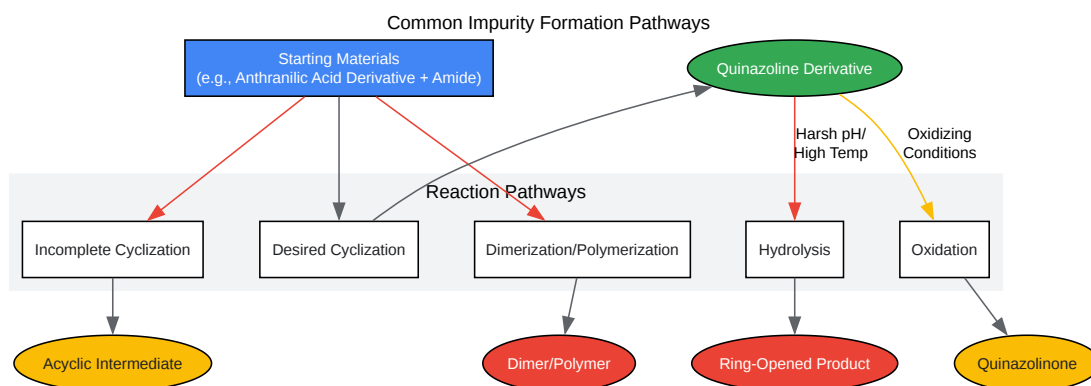 Common Impurity Formation Pathways
Starting Materials
(e.g., Anthranilic Acid Derivative + Amide)
Quinazoline Derivative
Harsh pH/
High Temp
Oxidizing
Conditions
Reaction Pathways
Incomplete Cyclization
Desired Cyclization
Dimerization/Polymerization
Hydrolysis
Oxidation
Acyclic Intermediate
Dimer/Polymer
Ring-Opened Product
Quinazolinone